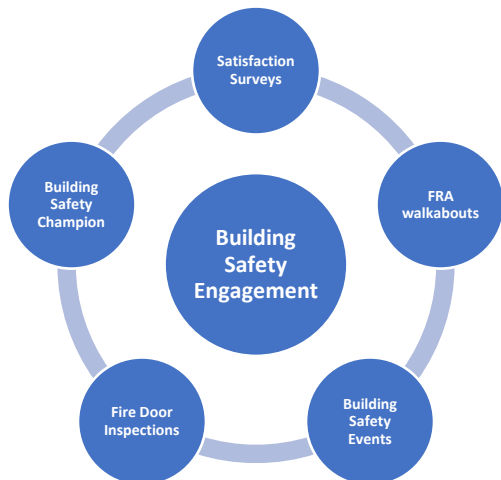 Satisfaction
Surveys
FRA
walkabouts
Building
Safety
Events
Fire Door
Inspections
Building
Safety
Champion
Building
Safety
Engagement